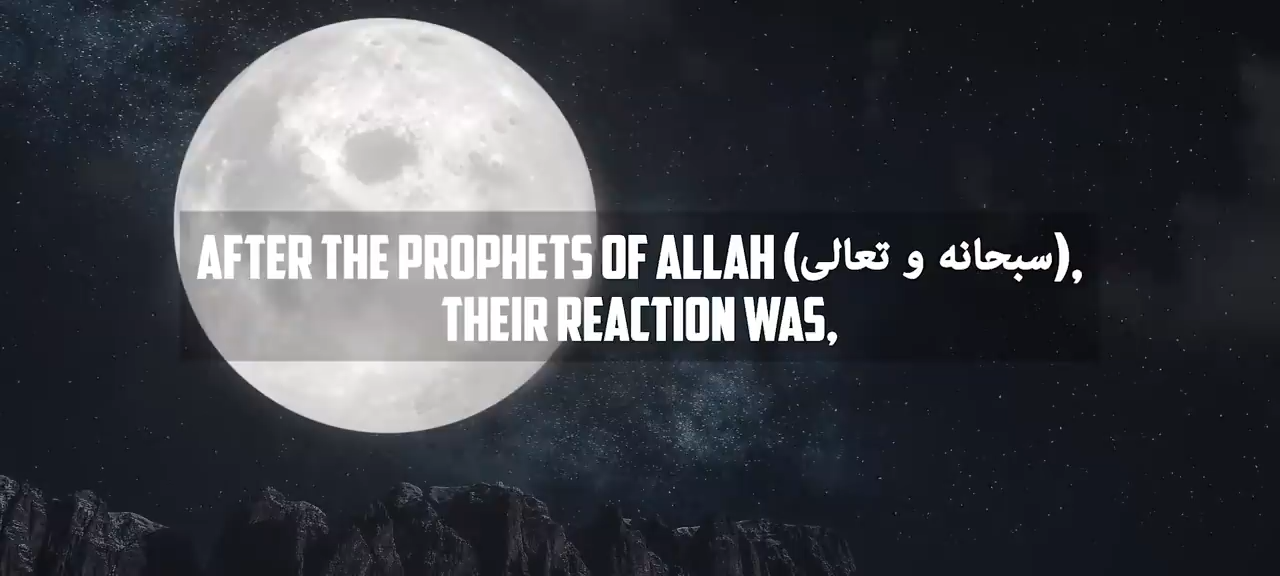 AFTER THE PROPHETS OF ALLAH (سبحانه و تعالى),
THEIR REACTION WAS,